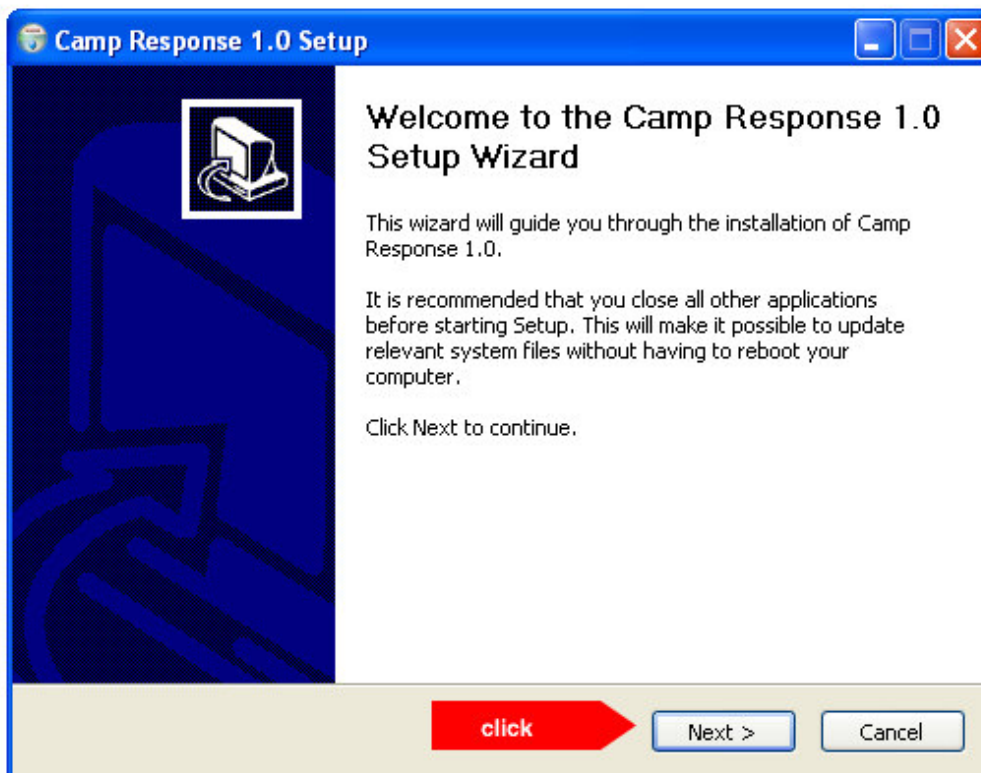 Camp Response 1.0 Setup
Welcome to the Camp Response 1.0
Setup Wizard
This wizard will guide you through the installation of Camp
Response 1.0.
It is recommended that you close all other applications
before starting Setup. This will make it possible to update
relevant system files without having to reboot your
computer.
Click Next to continue.
click
Next >
Cancel